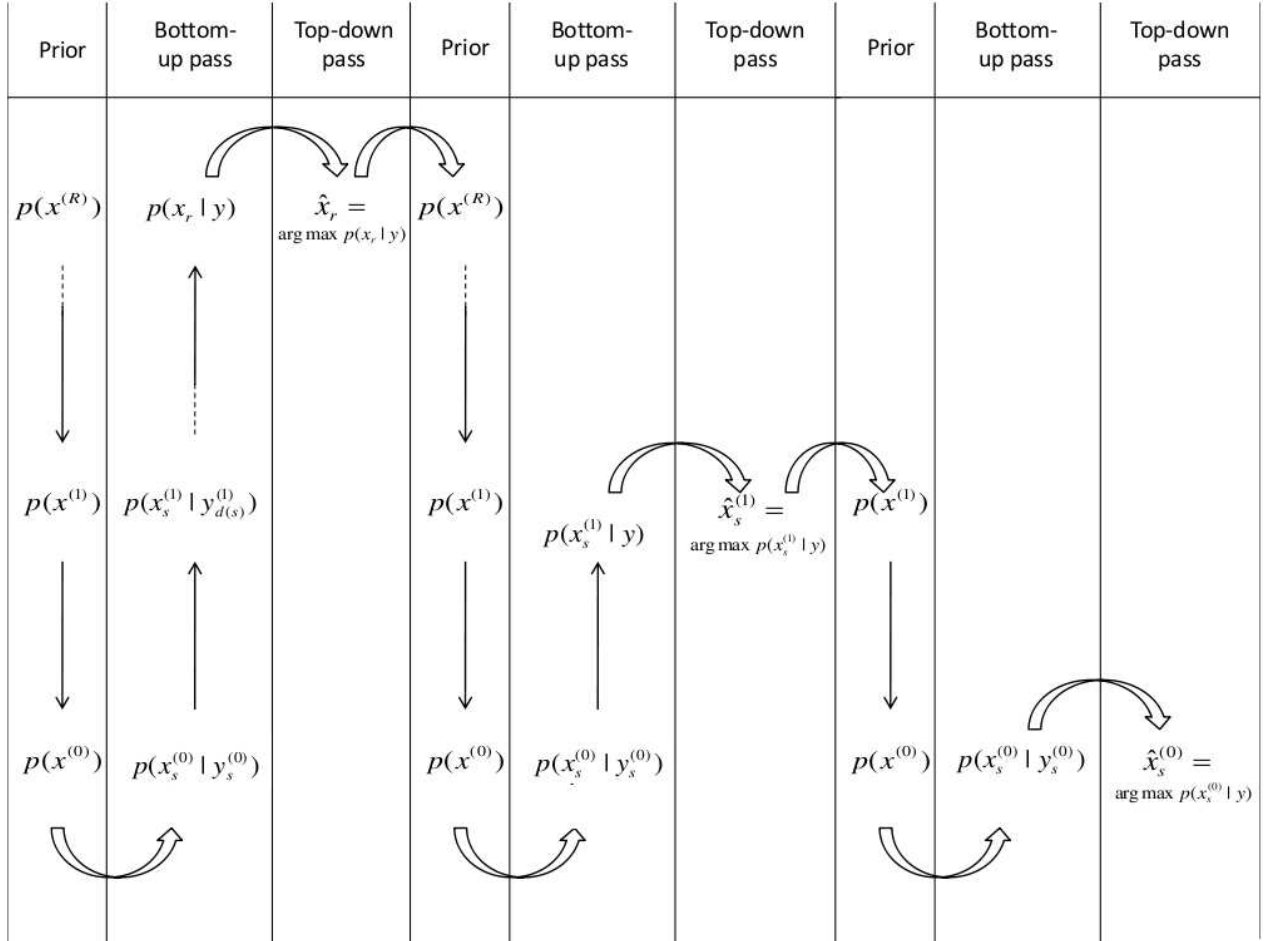 Prior Bottom-up pass Top-down pass Prior Bottom-up pass Top-down pass Prior Bottom-up pass Top-down pass
p(x^{(R)}) p(x_r | y) x̂_r = p(x^{(R)})
arg max p(x_r | y)
p(x^{(1)}) p(x_s^{(1)} | y_{d(s)}^{(1)}) p(x^{(1)}) x̂_s^{(1)} = p(x^{(1)})
p(x_s^{(1)} | y) arg max p(x_s^{(1)} | y)
p(x^{(0)}) p(x_s^{(0)} | y_s^{(0)}) p(x^{(0)}) p(x_s^{(0)} | y_s^{(0)}) p(x^{(0)}) p(x_s^{(0)} | y_s^{(0)}) x̂_s^{(0)} =
arg max p(x_s^{(0)} | y)